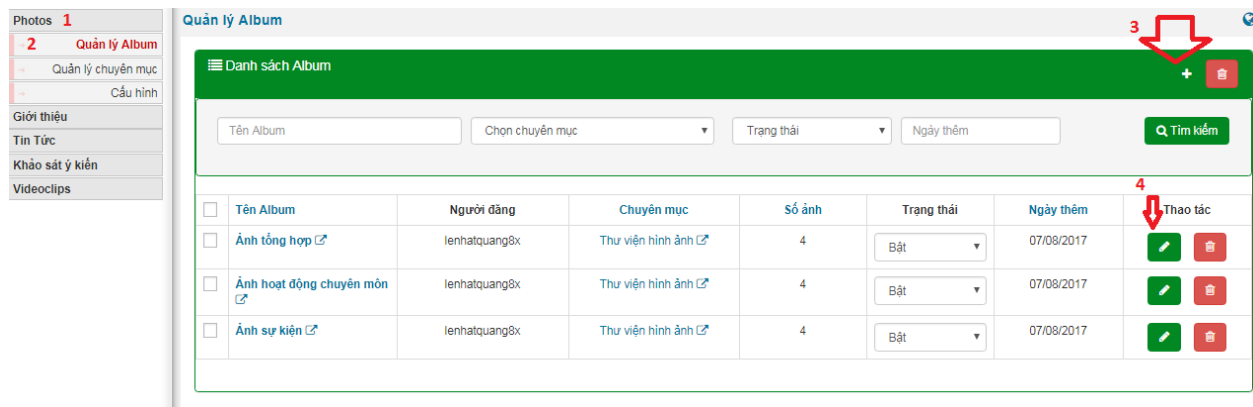 Photos 1
2 Quản lý Album
Quản lý chuyên mục
Cấu hình
Giới thiệu
Tin Tức
Khảo sát ý kiến
Videoclips
Quản lý Album
3
Danh sách Album
Tên Album Chọn chuyên mục Trạng thái Ngày thêm Tìm kiếm
4
Tên Album Người đăng Chuyên mục Số ảnh Trạng thái Ngày thêm Thao tác
Ảnh tổng hợp lenhatquang8x Thư viện hình ảnh 4 Bật 07/08/2017
Ảnh hoạt động chuyên môn lenhatquang8x Thư viện hình ảnh 4 Bật 07/08/2017
Ảnh sự kiện lenhatquang8x Thư viện hình ảnh 4 Bật 07/08/2017